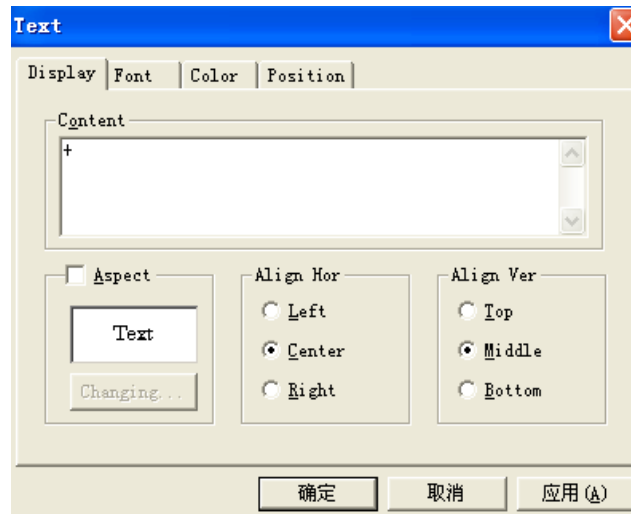 Text
Display Font Color Position
Content
+
Aspect Align Hor Align Ver
Left Top
Text
Center Middle
Changing... Right Bottom
确定 取消 应用(A)